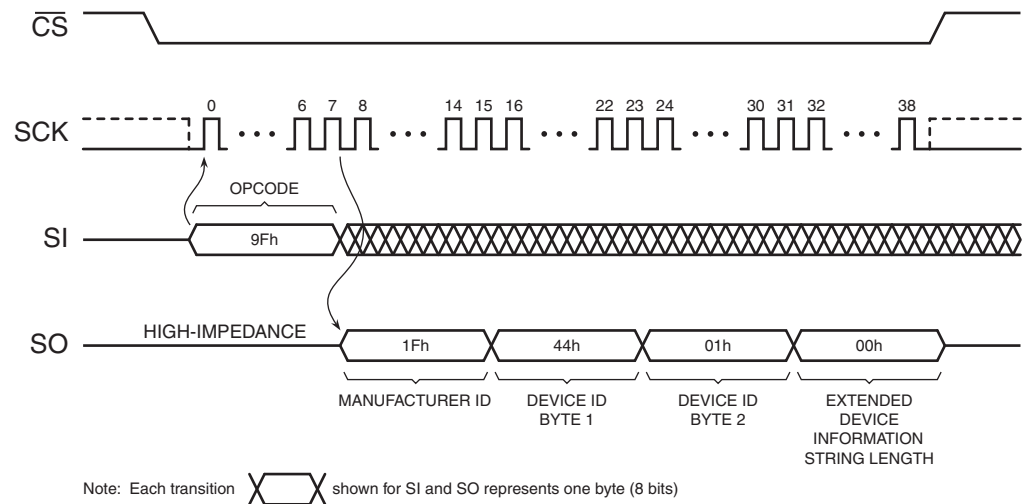 CS
0 6 7 8 14 15 16 22 23 24 30 31 32 38
SCK
OPCODE
SI
9Fh
HIGH-IMPEDANCE
SO
1Fh 44h 01h 00h
MANUFACTURER ID
DEVICE ID
BYTE 1
DEVICE ID
BYTE 2
EXTENDED
DEVICE
INFORMATION
STRING LENGTH
Note: Each transition shown for SI and SO represents one byte (8 bits)